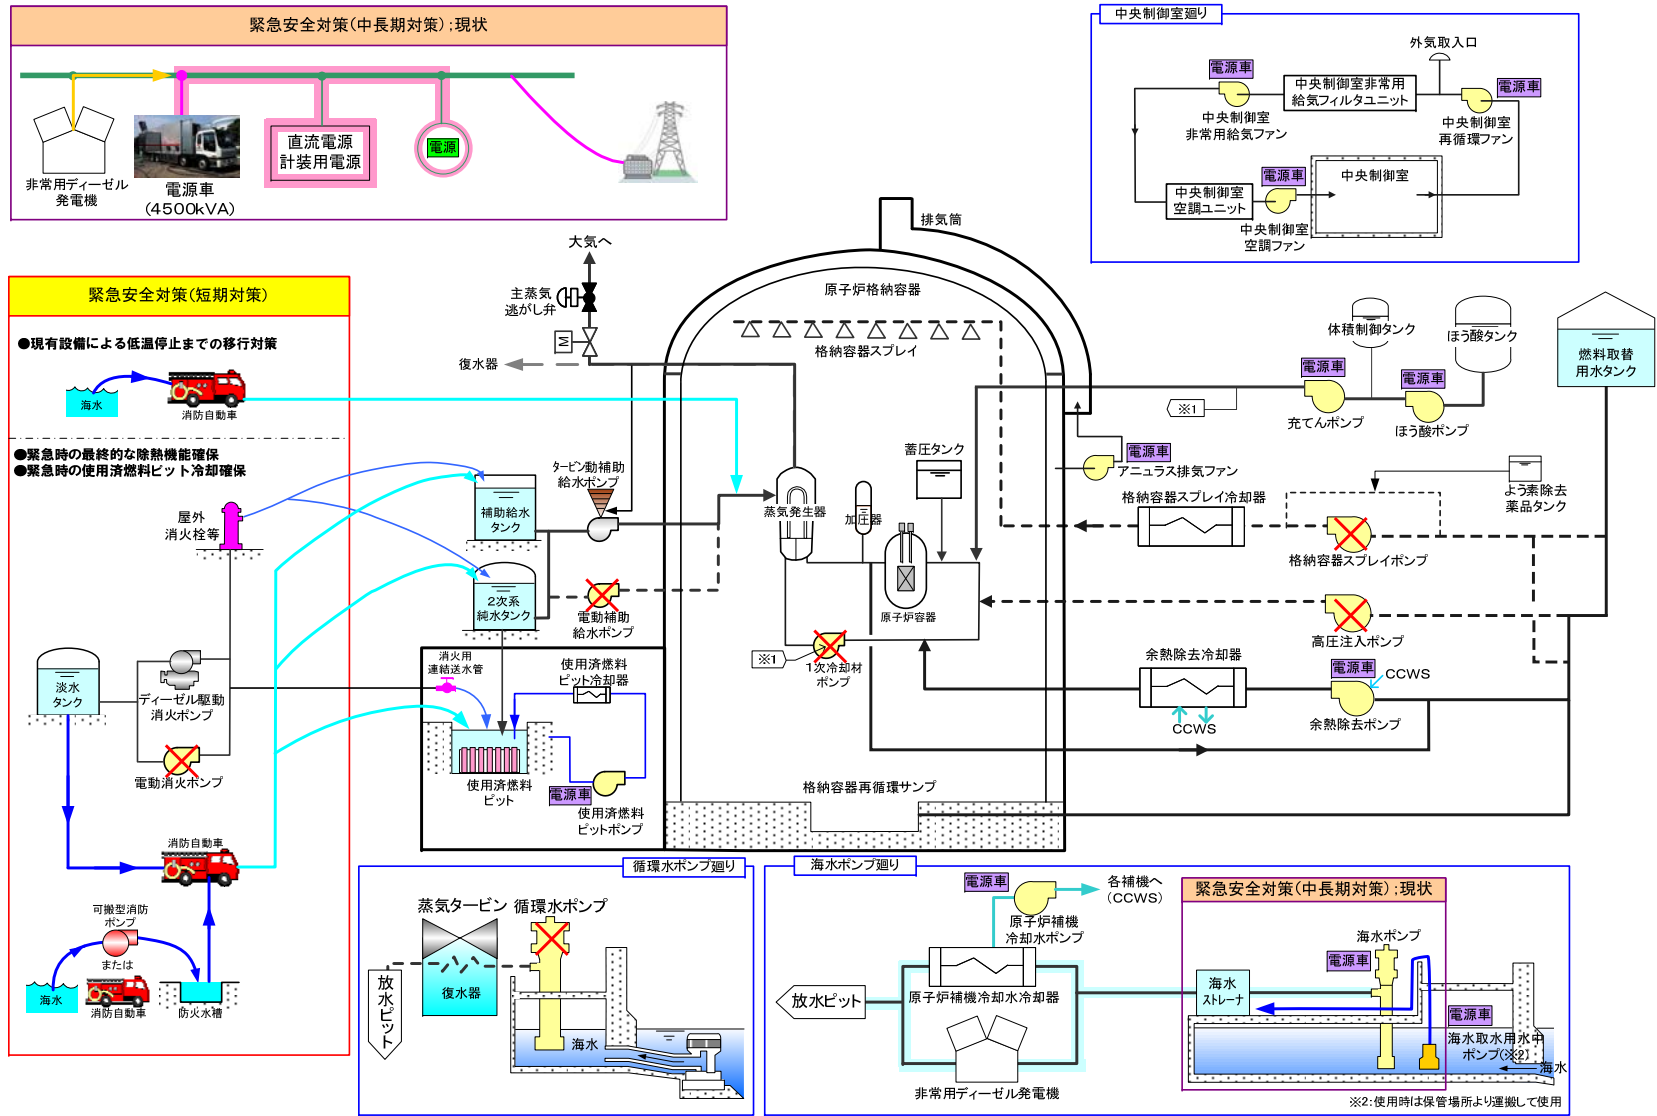 緊急安全対策(中長期対策);現状
直流電源
計装用電源
電源
非常用ディーゼル
発電機
電源車
(4500kVA)
中央制御室廻り
外気取入口
電源車
中央制御室非常用
給気フィルタユニット
電源車
中央制御室
非常用給気ファン
中央制御室
再循環ファン
電源車
中央制御室
中央制御室
空調ユニット
中央制御室
空調ファン
排気筒
大気へ
主蒸気
逃がし弁
M
復水器
原子炉格納容器
格納容器スプレイ
体積制御タンク
ほう酸タンク
燃料取替
用水タンク
電源車
電源車
※1
充てんポンプ
ほう酸ポンプ
緊急安全対策(短期対策)
●現有設備による低温停止までの移行対策
海水
消防自動車
●緊急時の最終的な除熱機能確保
●緊急時の使用済燃料ピット冷却確保
屋外
消火栓等
補助給水
タンク
タービン動補助
給水ポンプ
2次系
純水タンク
電動補助
給水ポンプ
蒸気発生器
加圧器
蓄圧タンク
原子炉容器
※1
1次冷却材
ポンプ
電源車
アニュラス排気ファン
格納容器スプレイ冷却器
よう素除去
薬品タンク
格納容器スプレイポンプ
高圧注入ポンプ
余熱除去冷却器
電源車
CCWS
CCWS
余熱除去ポンプ
格納容器再循環サンプ
淡水
タンク
ディーゼル駆動
消火ポンプ
電動消火ポンプ
消火用
連結送水管
使用済燃料
ピット冷却器
使用済燃料
ピット
電源車
使用済燃料
ピットポンプ
消防自動車
可搬型消防
ポンプ
または
海水
消防自動車
防火水槽
循環水ポンプ廻り
蒸気タービン
循環水ポンプ
復水器
放水ピット
海水
海水ポンプ廻り
電源車
各補機へ
(CCWS)
原子炉補機
冷却水ポンプ
放水ピット
原子炉補機冷却水冷却器
非常用ディーゼル発電機
緊急安全対策(中長期対策);現状
海水ポンプ
電源車
海水
ストレーナ
電源車
海水取水用水中
ポンプ(※2)
海水
※2:使用時は保管場所より運搬して使用